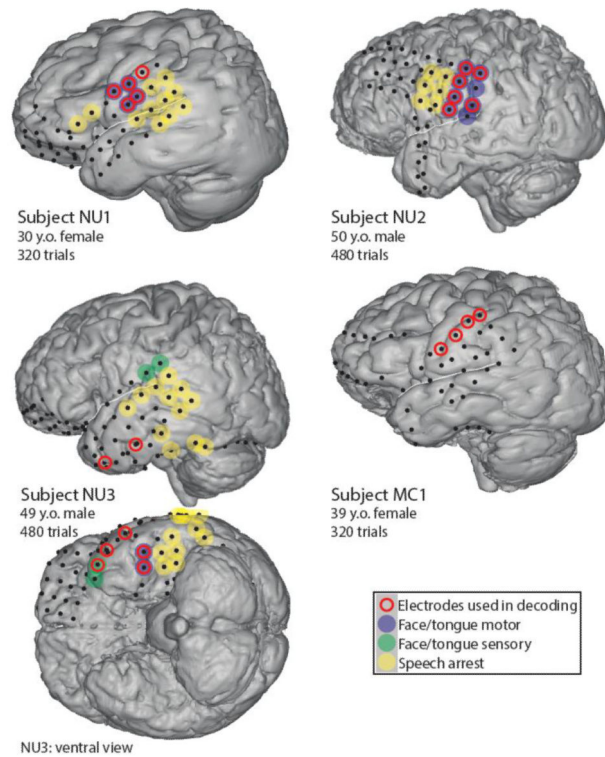 Subject NU1
30 y.o. female
320 trials
Subject NU2
50 y.o. male
480 trials
Subject NU3
49 y.o. male
480 trials
Subject MC1
39 y.o. female
320 trials
Electrodes used in decoding
Face/tongue motor
Face/tongue sensory
Speech arrest
NU3: ventral view